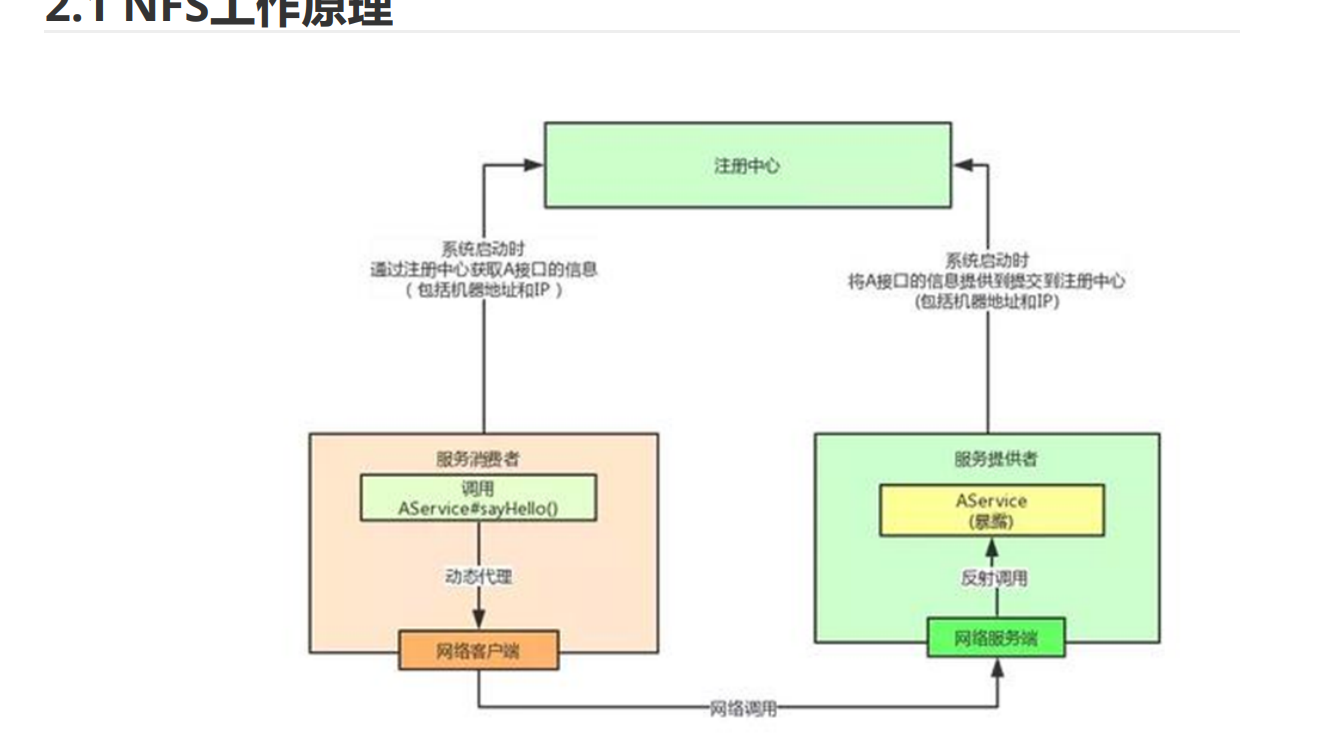 2.1 NFS工作原理
注册中心
系统启动时
通过注册中心获取A接口的信息
（包括机器地址和IP）
系统启动时
将A接口的信息提供到提交到注册中心
(包括机器地址和IP)
服务消费者
调用
AService#sayHello()
动态代理
网络客户端
服务提供者
AService
(暴露)
反射调用
网络服务端
网络调用